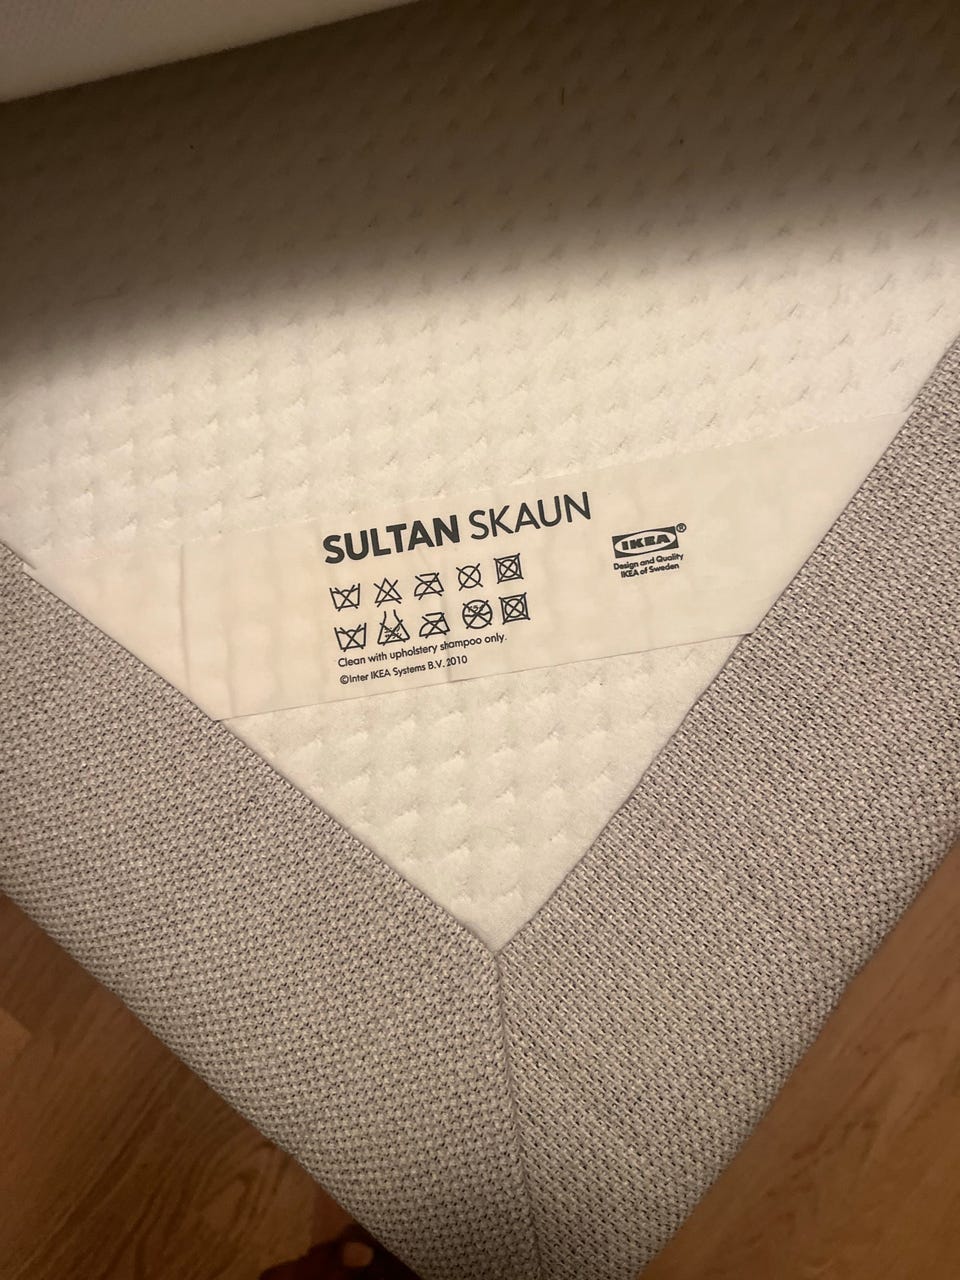 SULTAN SKAUN
IKEA®
Design and Quality
IKEA of Sweden
Clean with upholstery shampoo only.
©Inter IKEA Systems B.V. 2010